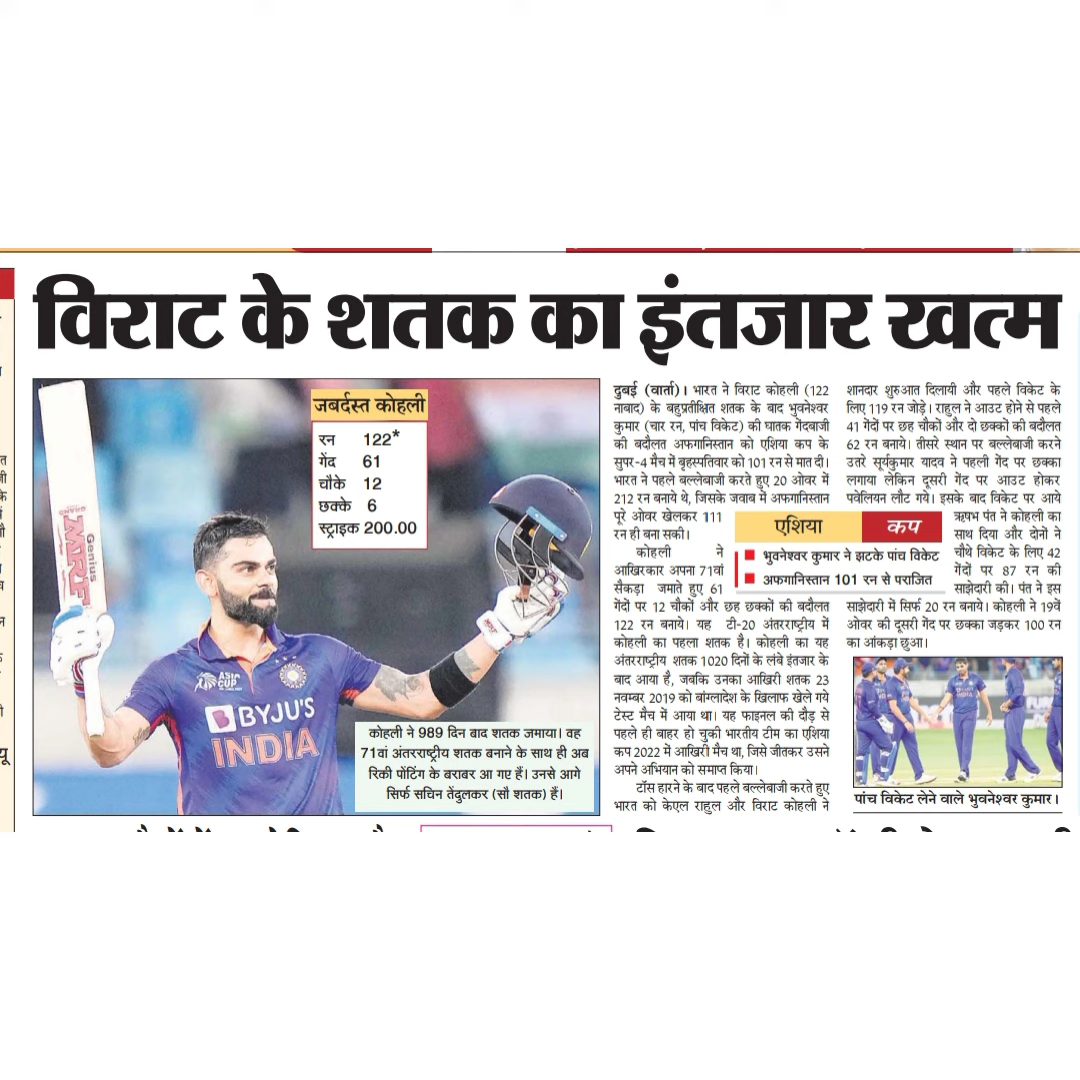 विराट के शतक का इंतजार खत्म
जबर्दस्त कोहली
रन 122*
गेंद 61
चौके 12
छक्के 6
स्ट्राइक 200.00
GRAND
MRF
Genius
ASIA
CUP
BYJU'S
INDIA
कोहली ने 989 दिन बाद शतक जमाया। वह
71वां अंतरराष्ट्रीय शतक बनाने के साथ ही अब
रिकी पोंटिंग के बराबर आ गए हैं। उनसे आगे
सिर्फ सचिन तेंदुलकर (सौ शतक) हैं।
दुबई (वार्ता)। भारत ने विराट कोहली (122
नाबाद) के बहुप्रतीक्षित शतक के बाद भुवनेश्वर
कुमार (चार रन, पांच विकेट) की घातक गेंदबाजी
की बदौलत अफगानिस्तान को एशिया कप के
सुपर-4 मैच में बृहस्पतिवार को 101 रन से मात दी।
भारत ने पहले बल्लेबाजी करते हुए 20 ओवर में
212 रन बनाये थे, जिसके जवाब में अफगानिस्तान
पूरे ओवर खेलकर 111
रन ही बना सकी।
कोहली ने
आखिरकार अपना 71वां
सैकड़ा जमाते हुए 61
गेंदों पर 12 चौकों और छह छक्कों की बदौलत
122 रन बनाये। यह टी-20 अंतरराष्ट्रीय में
कोहली का पहला शतक है। कोहली का यह
अंतरराष्ट्रीय शतक 1020 दिनों के लंबे इंतजार के
बाद आया है, जबकि उनका आखिरी शतक 23
नवम्बर 2019 को बांग्लादेश के खिलाफ खेले गये
टेस्ट मैच में आया था। यह फाइनल की दौड़ से
पहले ही बाहर हो चुकी भारतीय टीम का एशिया
कप 2022 में आखिरी मैच था, जिसे जीतकर उसने
अपने अभियान को समाप्त किया।
टॉस हारने के बाद पहले बल्लेबाजी करते हुए
भारत को केएल राहुल और विराट कोहली ने
शानदार शुरुआत दिलायी और पहले विकेट के
लिए 119 रन जोड़े। राहुल ने आउट होने से पहले
41 गेंदों पर छह चौकों और दो छक्कों की बदौलत
62 रन बनाये। तीसरे स्थान पर बल्लेबाजी करने
उतरे सूर्यकुमार यादव ने पहली गेंद पर छक्का
लगाया लेकिन दूसरी गेंद पर आउट होकर
पवेलियन लौट गये। इसके बाद विकेट पर आये
ऋषभ पंत ने कोहली का
साथ दिया और दोनों ने
चौथे विकेट के लिए 42
गेंदों पर 87 रन की
साझेदारी की। पंत ने इस
साझेदारी में सिर्फ 20 रन बनाये। कोहली ने 19वें
ओवर की दूसरी गेंद पर छक्का जड़कर 100 रन
का आंकड़ा छुआ।
एशिया कप
भुवनेश्वर कुमार ने झटके पांच विकेट
अफगानिस्तान 101 रन से पराजित
पांच विकेट लेने वाले भुवनेश्वर कुमार।